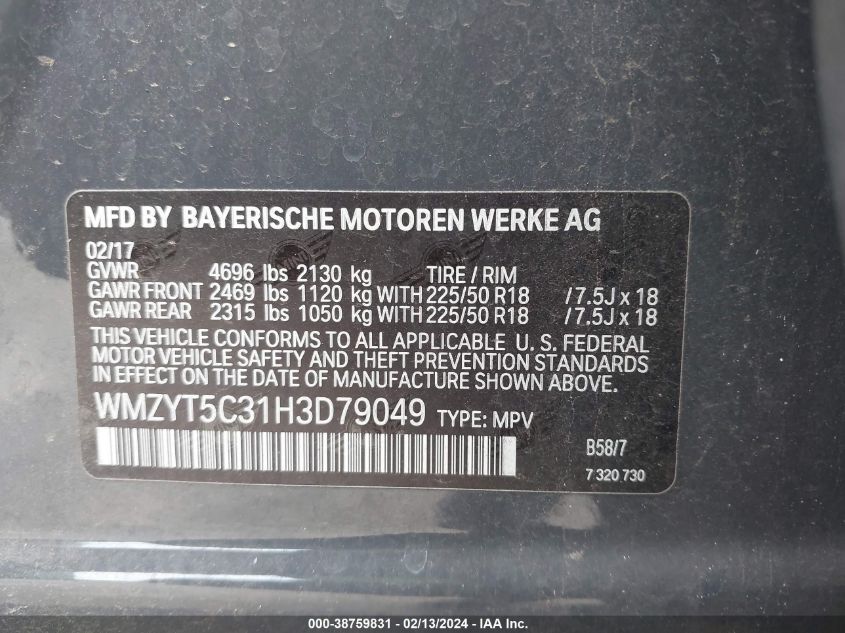 MFD BY BAYERISCHE MOTOREN WERKE AG
02/17
GVWR 4696 lbs 2130 kg TIRE / RIM
GAWR FRONT 2469 lbs 1120 kg WITH 225/50 R18 / 7.5J x 18
GAWR REAR 2315 lbs 1050 kg WITH 225/50 R18 / 7.5J x 18
THIS VEHICLE CONFORMS TO ALL APPLICABLE U. S. FEDERAL
MOTOR VEHICLE SAFETY AND THEFT PREVENTION STANDARDS
IN EFFECT ON THE DATE OF MANUFACTURE SHOWN ABOVE.
WMZYT5C31H3D79049 TYPE: MPV
B58/7
7 320 730
000-38759831 - 02/13/2024 - IAA Inc.